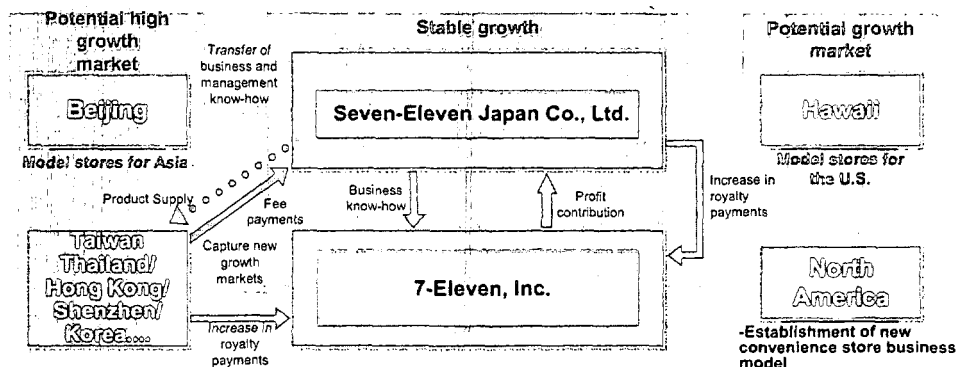 Potential high
growth
market
Beijing
Model stores for Asia
Transfer of
business and
management
know-how
Product Supply
Fee
payments
Taiwan
Thailand/
Hong Kong/
Shenzhen/
Korea....
Capture new
growth
markets
Increase in
royalty
payments
Stable growth
Seven-Eleven Japan Co., Ltd.
Business
know-how
Profit
contribution
7-Eleven, Inc.
Increase in
royalty
payments
Potential growth
market
Hawaii
Model stores for
the U.S.
North
America
-Establishment of new
convenience store business
model